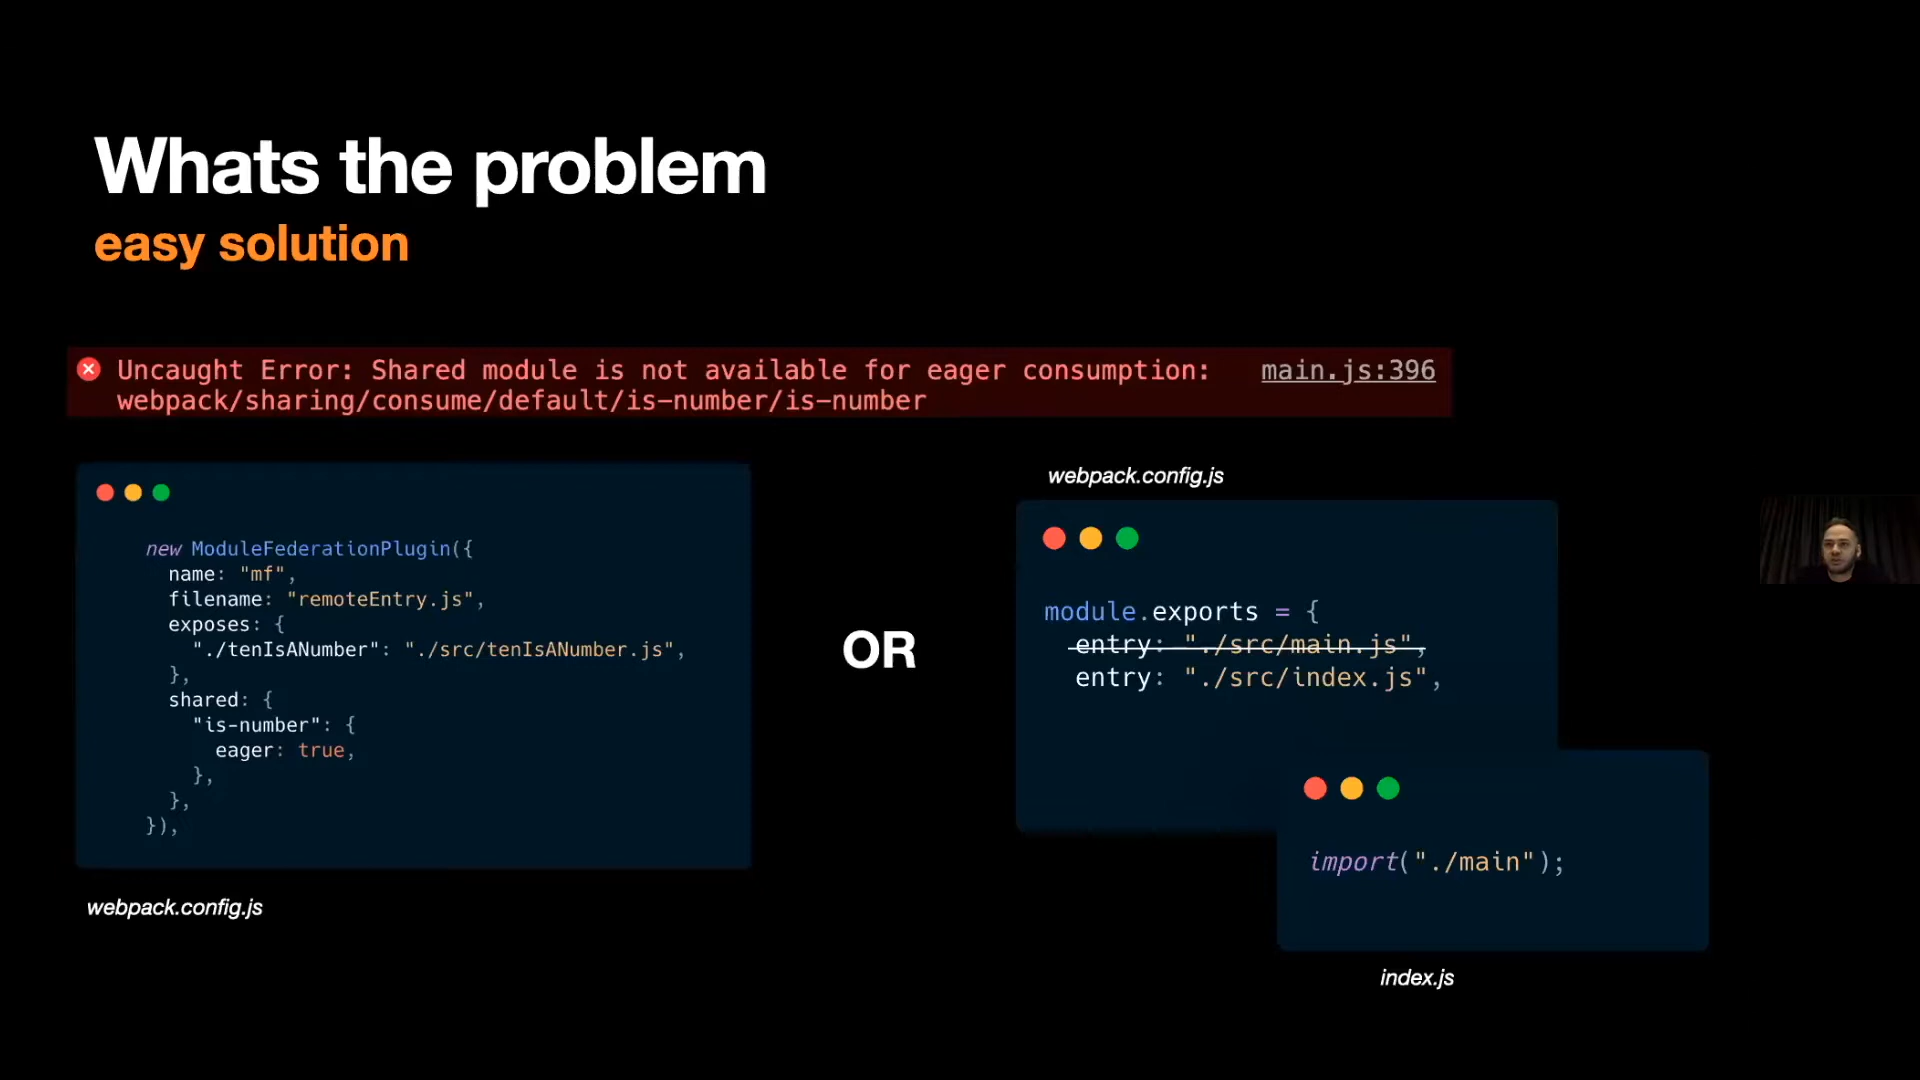 Whats the problem
easy solution
Uncaught Error: Shared module is not available for eager consumption: main.js:396
webpack/sharing/consume/default/is-number/is-number
new ModuleFederationPlugin({
  name: "mf",
  filename: "remoteEntry.js",
  exposes: {
    "./tenIsANumber": "./src/tenIsANumber.js",
  },
  shared: {
    "is-number": {
      eager: true,
    },
  },
}),
webpack.config.js
OR
webpack.config.js
module.exports = {
  entry: "./src/main.js",
  entry: "./src/index.js",
import("./main");
index.js